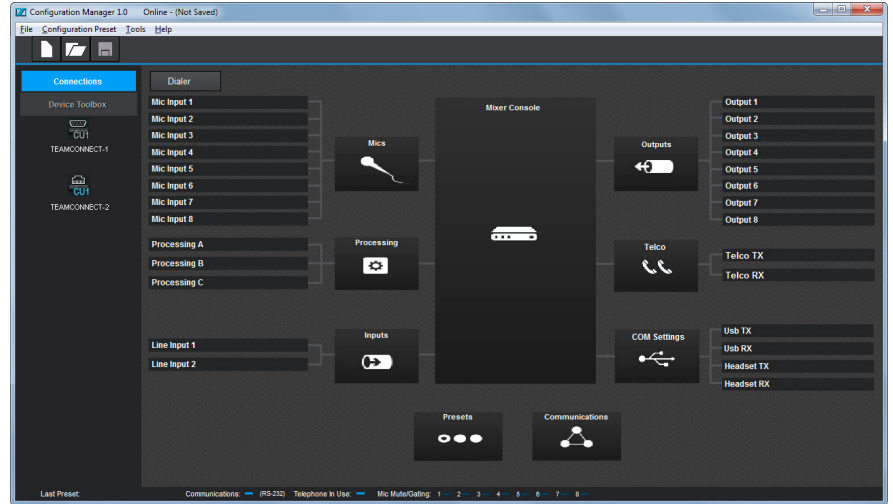 Configuration Manager 1.0 Online - (Not Saved)
File Configuration Preset Tools Help
Connections
Device Toolbox
CU1
TEAMCONNECT-1
CU1
TEAMCONNECT-2
Dialer
Mic Input 1
Mic Input 2
Mic Input 3
Mic Input 4
Mic Input 5
Mic Input 6
Mic Input 7
Mic Input 8
Processing A
Processing B
Processing C
Line Input 1
Line Input 2
Mics
Processing
Inputs
Mixer Console
Outputs
Telco
COM Settings
Output 1
Output 2
Output 3
Output 4
Output 5
Output 6
Output 7
Output 8
Telco TX
Telco RX
Usb TX
Usb RX
Headset TX
Headset RX
Presets
Communications
Last Preset: Communications: (RS-232) Telephone In Use: Mic Mute/Gating: 1 2 3 4 5 6 7 8